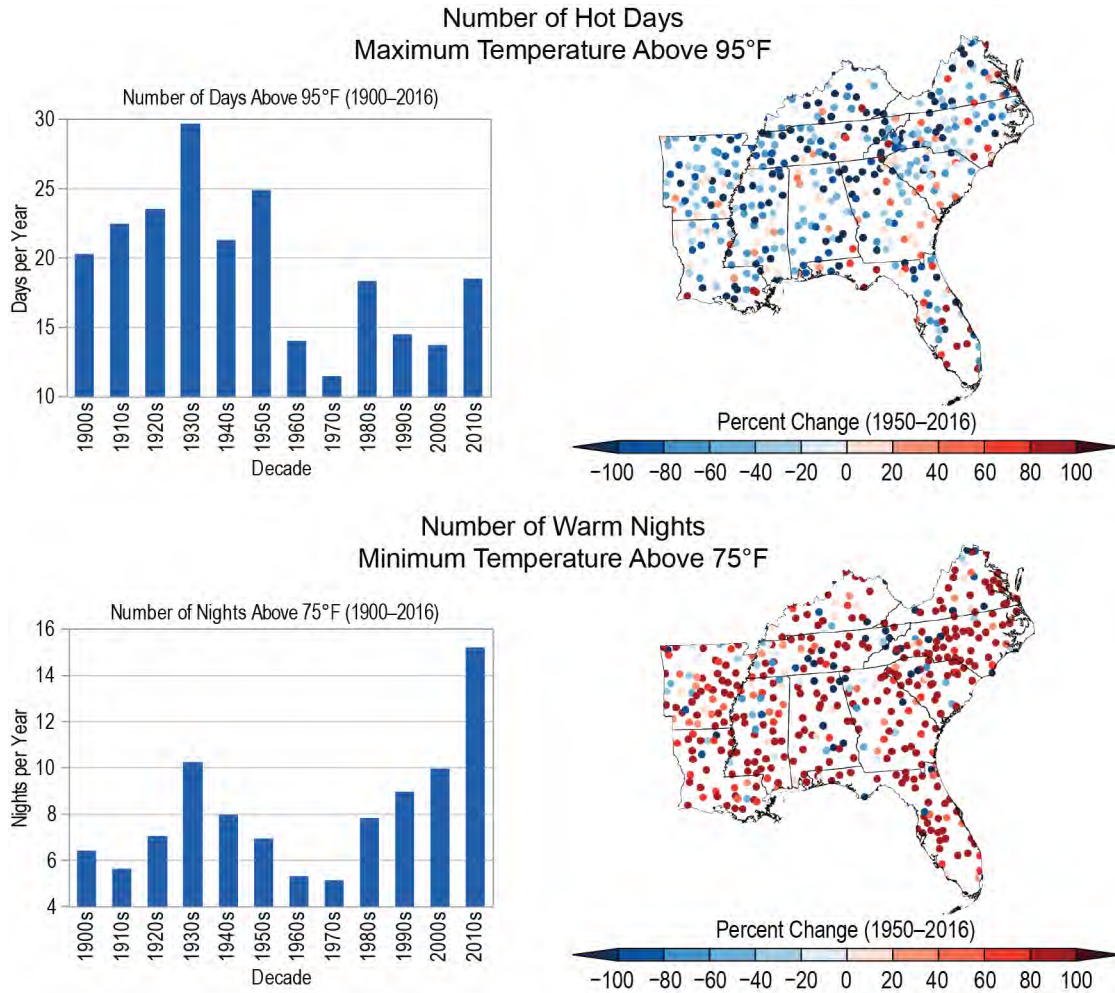 Number of Hot Days
Maximum Temperature Above 95°F
Number of Days Above 95°F (1900–2016)
30
25
20
15
10
Days per Year
1900s
1910s
1920s
1930s
1940s
1950s
1960s
1970s
1980s
1990s
2000s
2010s
Decade
Percent Change (1950–2016)
−100 −80 −60 −40 −20 0 20 40 60 80 100
Number of Warm Nights
Minimum Temperature Above 75°F
Number of Nights Above 75°F (1900–2016)
16
14
12
10
8
6
4
Nights per Year
1900s
1910s
1920s
1930s
1940s
1950s
1960s
1970s
1980s
1990s
2000s
2010s
Decade
Percent Change (1950–2016)
−100 −80 −60 −40 −20 0 20 40 60 80 100